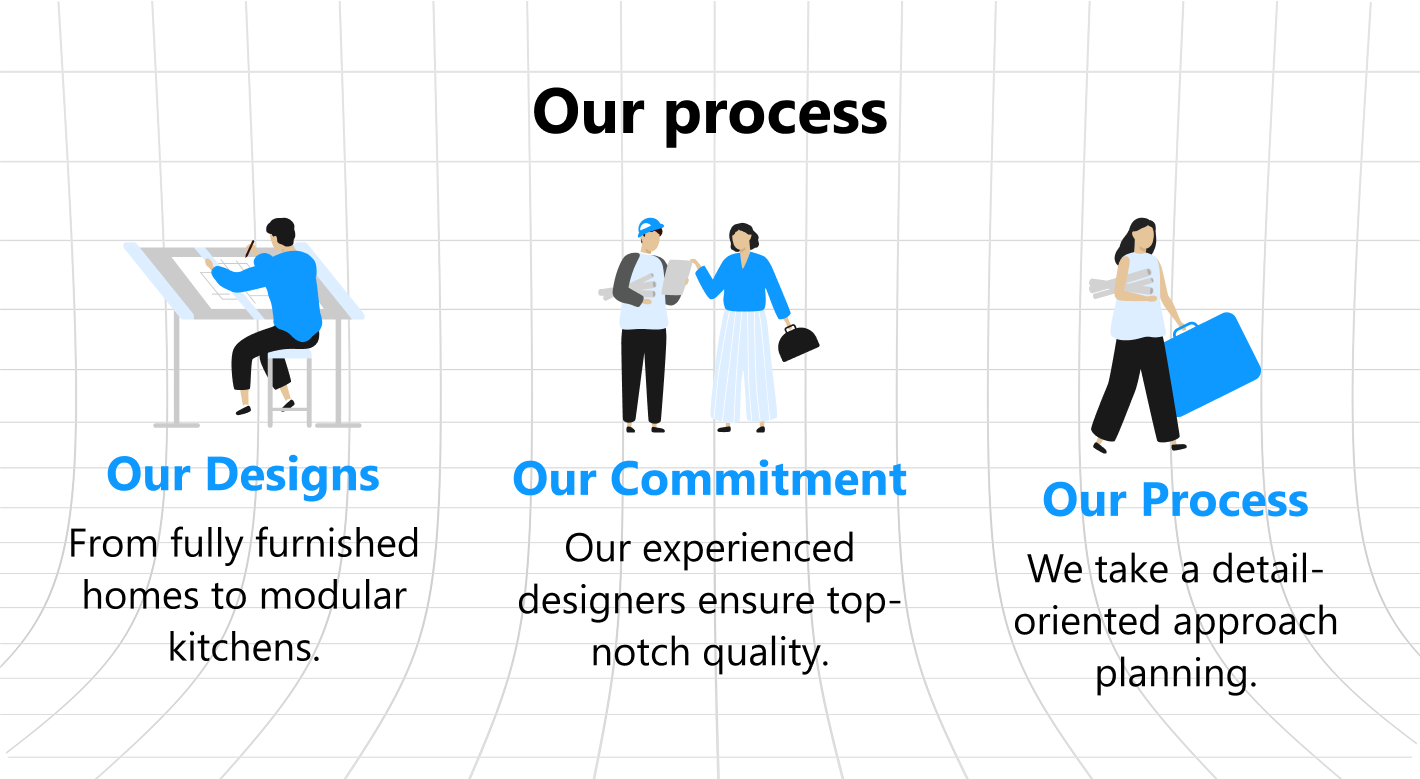 Our process
Our Designs
From fully furnished
homes to modular
kitchens.
Our Commitment
Our experienced
designers ensure top-
notch quality.
Our Process
We take a detail-
oriented approach
planning.